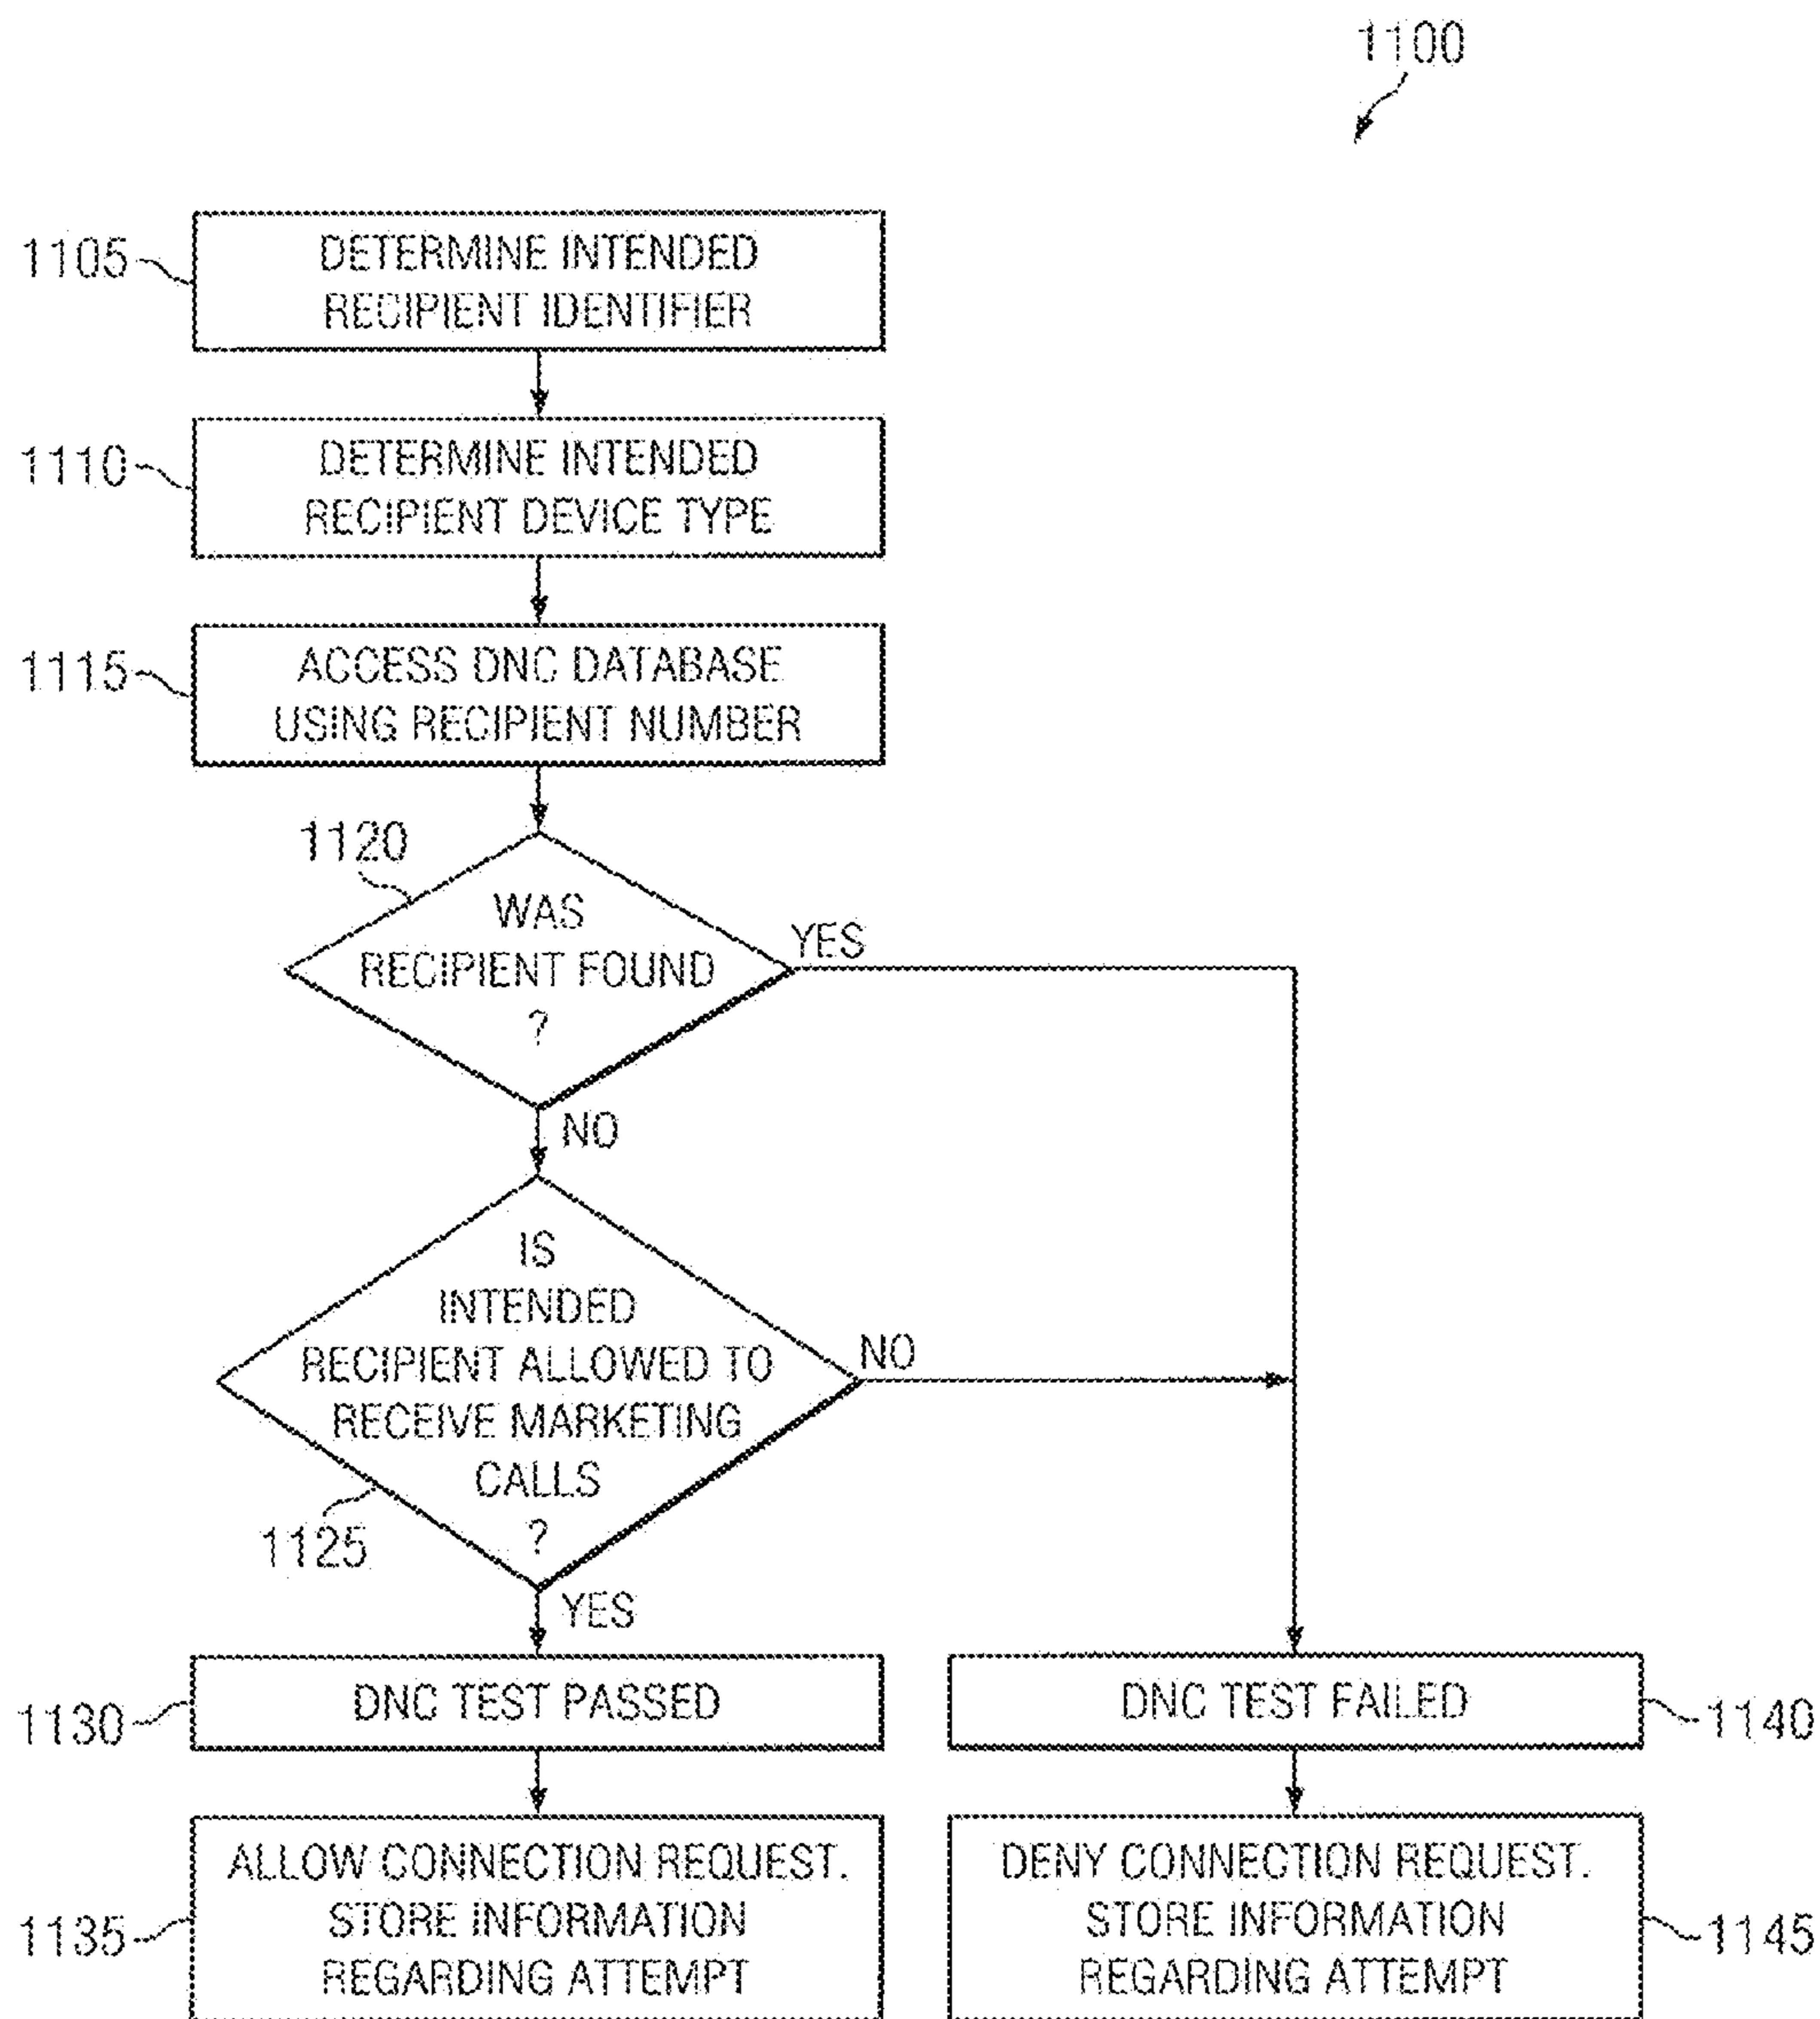 1100
1105
DETERMINE INTENDED
RECIPIENT IDENTIFIER
1110
DETERMINE INTENDED
RECIPIENT DEVICE TYPE
1115
ACCESS DNC DATABASE
USING RECIPIENT NUMBER
1120
WAS
RECIPIENT FOUND
?
YES
NO
IS
INTENDED
RECIPIENT ALLOWED TO
RECEIVE MARKETING
CALLS
?
NO
1125
YES
1130
DNC TEST PASSED
DNC TEST FAILED
1140
1135
ALLOW CONNECTION REQUEST.
STORE INFORMATION
REGARDING ATTEMPT
DENY CONNECTION REQUEST.
STORE INFORMATION
REGARDING ATTEMPT
1145